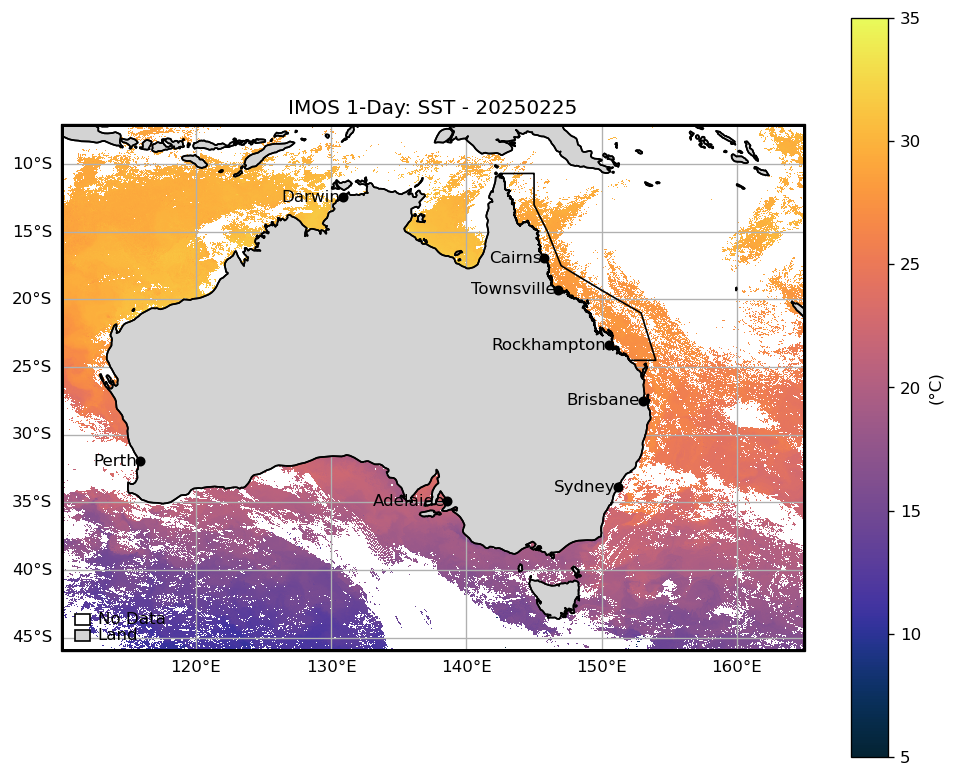 IMOS 1-Day: SST - 20250225
35
30
25
20
15
10
5
(°C)
10°S
15°S
20°S
25°S
30°S
35°S
40°S
45°S
Darwin
Cairns
Townsville
Rockhampton
Brisbane
Perth
Sydney
Adelaide
No Data
Land
120°E 130°E 140°E 150°E 160°E